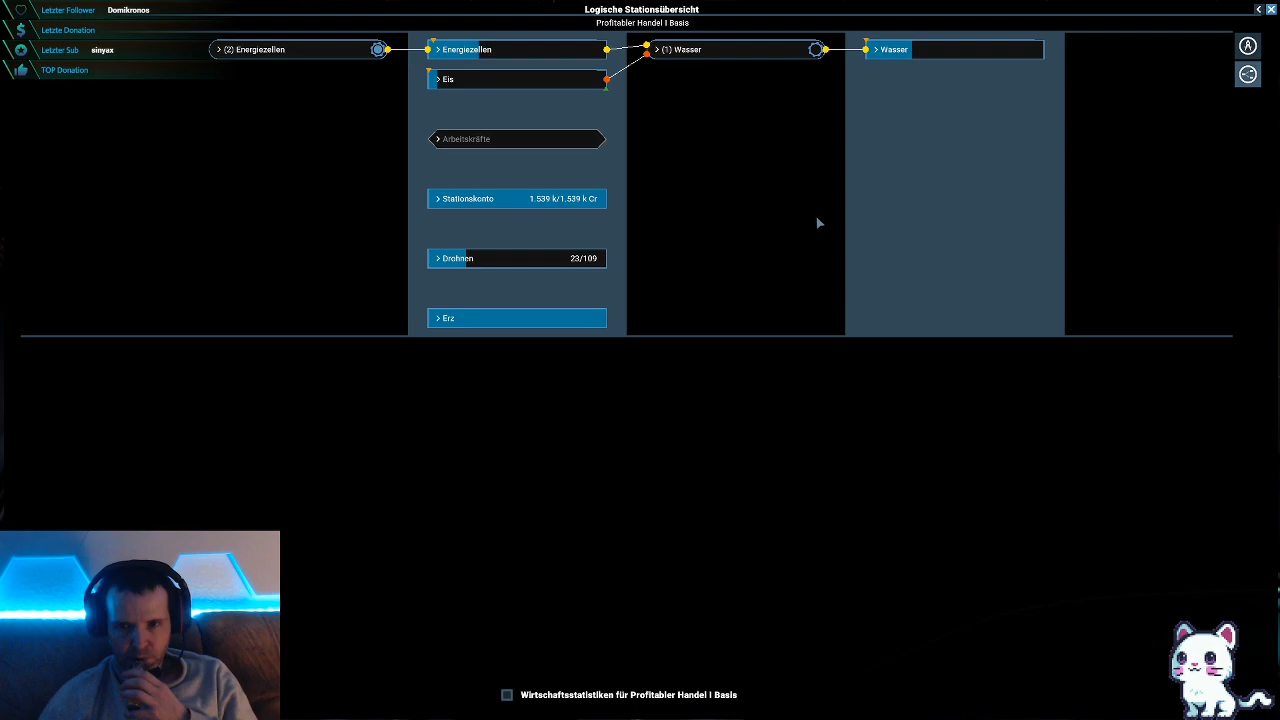 Letzter Follower Domikronos
Letzte Donation
Letzter Sub sinyax
TOP Donation
Logische Stationsübersicht
Profitabler Handel I Basis
(2) Energiezellen
Energiezellen
(1) Wasser
Wasser
Eis
Arbeitskräfte
Stationskonto 1.539 k/1.539 k Cr
Drohnen 23/109
Erz
Wirtschaftsstatistiken für Profitabler Handel I Basis